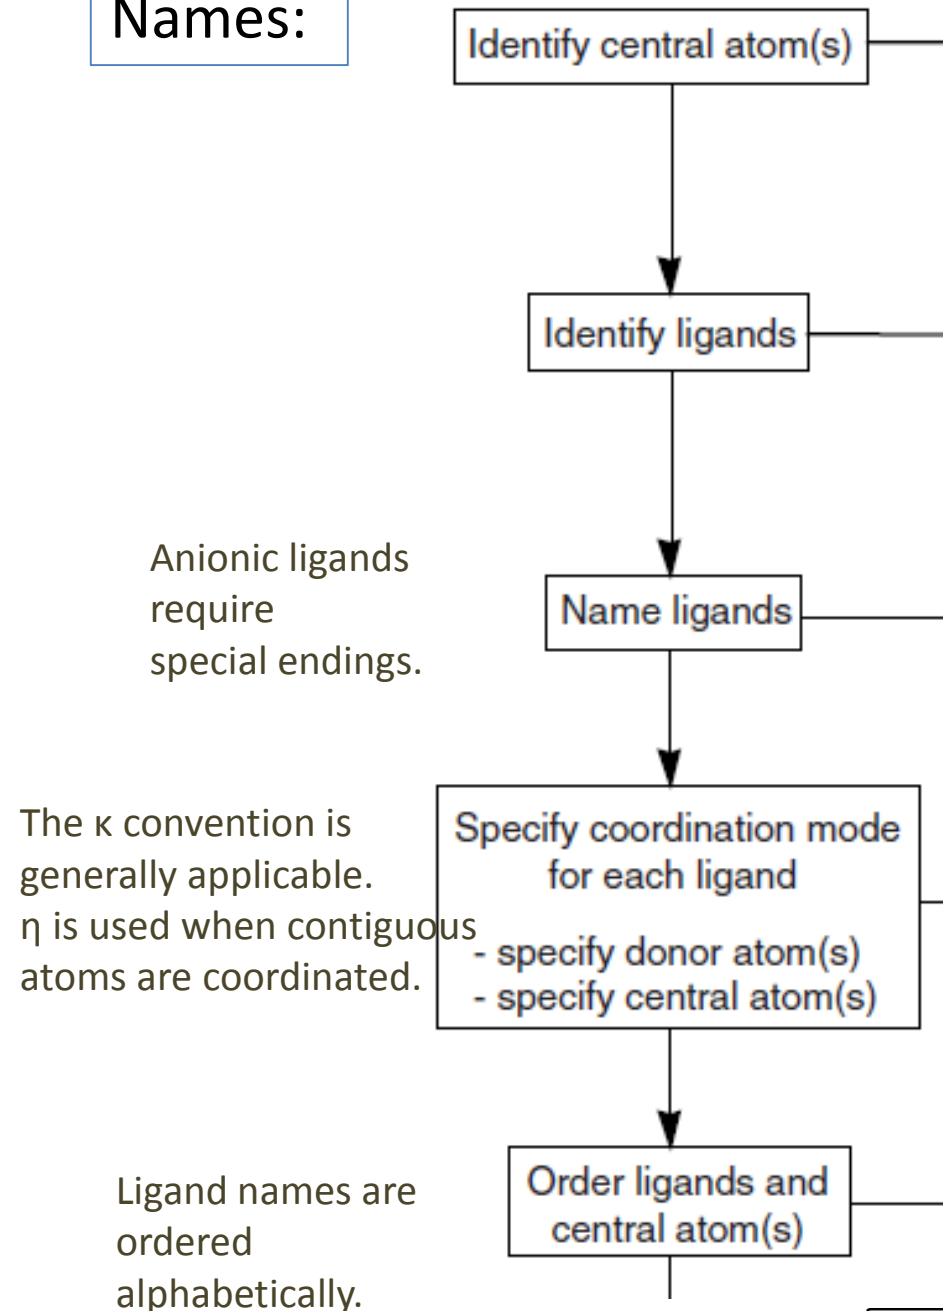 Names:
Identify central atom(s)
Identify ligands
Anionic ligands
require
special endings.
Name ligands
The κ convention is
generally applicable.
η is used when contiguous
atoms are coordinated.
Specify coordination mode
for each ligand
- specify donor atom(s)
- specify central atom(s)
Ligand names are
ordered
alphabetically.
Order ligands and
central atom(s)